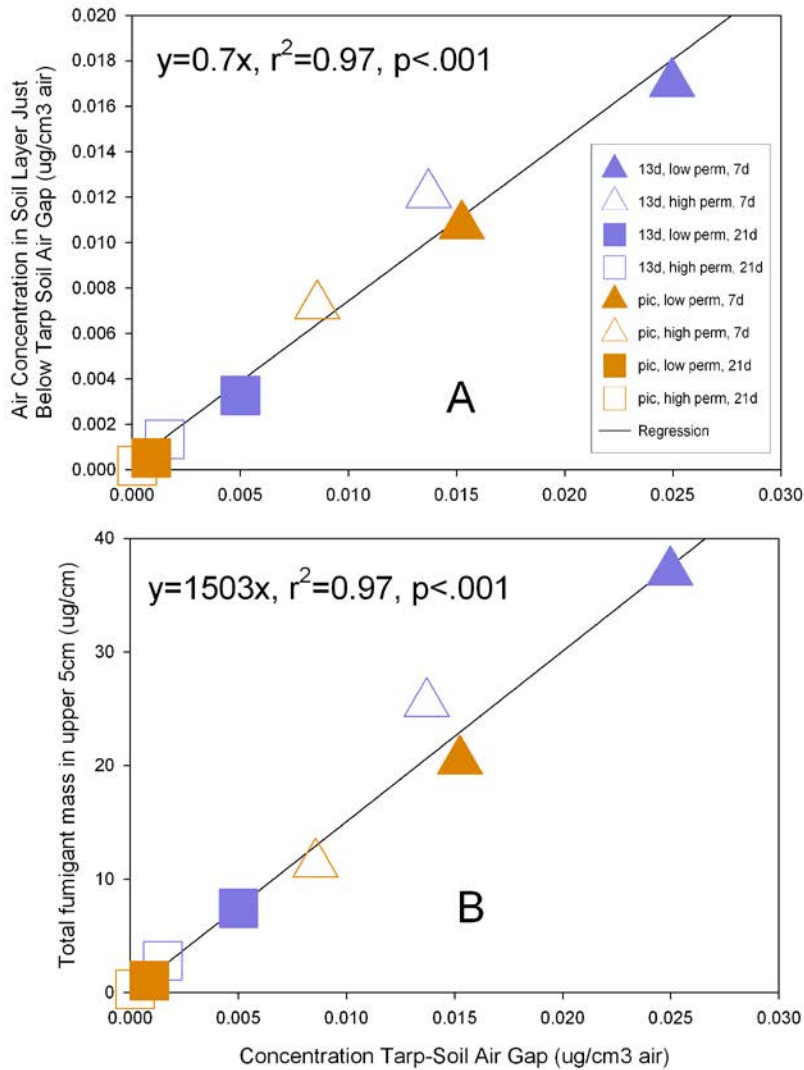 0.020
0.018
0.016
0.014
0.012
0.010
0.008
0.006
0.004
0.002
0.000
Air Concentration in Soil Layer Just
Below Tarp Soil Air Gap (ug/cm3 air)
y=0.7x, r²=0.97, p<.001
13d, low perm, 7d
13d, high perm, 7d
13d, low perm, 21d
13d, high perm, 21d
pic, low perm, 7d
pic, high perm, 7d
pic, low perm, 21d
pic, high perm, 21d
Regression
A
0.000 0.005 0.010 0.015 0.020 0.025 0.030
40
30
20
10
0
Total fumigant mass in upper 5cm (ug/cm)
y=1503x, r²=0.97, p<.001
B
0.000 0.005 0.010 0.015 0.020 0.025 0.030
Concentration Tarp-Soil Air Gap (ug/cm3 air)